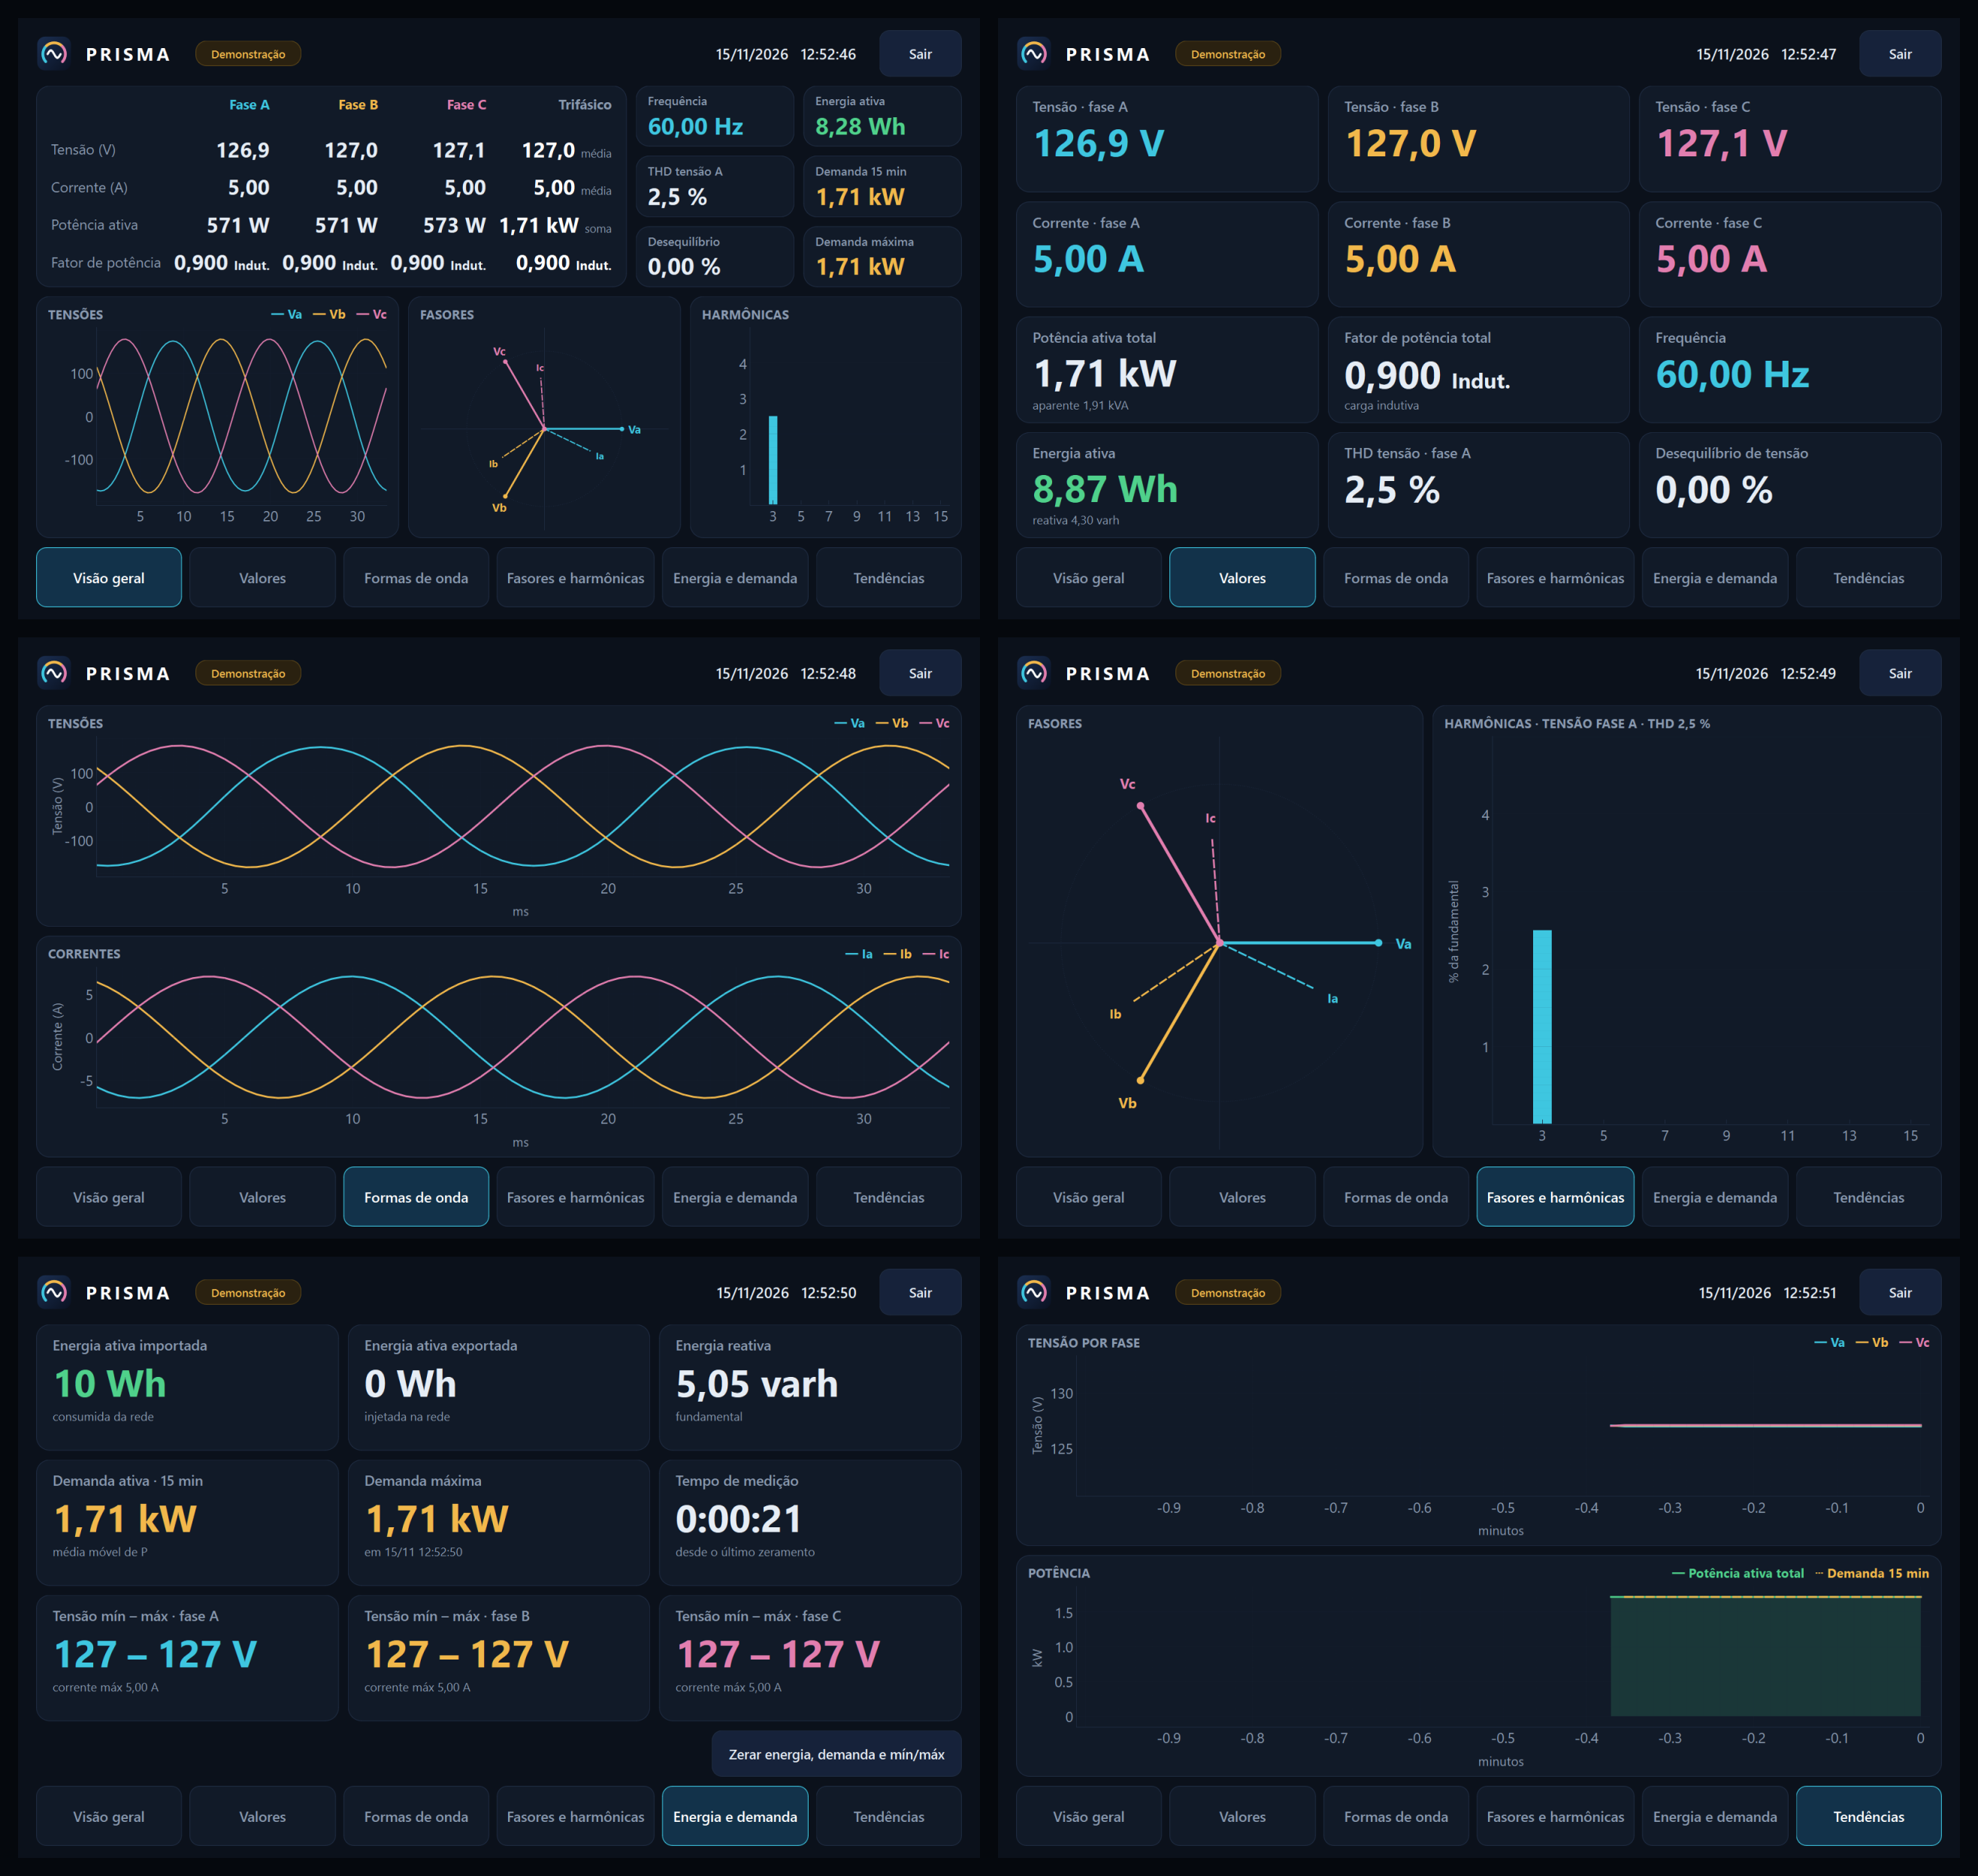 PRISMA Demonstração 15/11/2026 12:52:46 Sair
Fase A Fase B Fase C Trifásico
Tensão (V) 126,9 127,0 127,1 127,0 média
Corrente (A) 5,00 5,00 5,00 5,00 média
Potência ativa 571 W 571 W 573 W 1,71 kW soma
Fator de potência 0,900 Indut. 0,900 Indut. 0,900 Indut. 0,900 Indut.
Frequência
60,00 Hz
Energia ativa
8,28 Wh
THD tensão A
2,5 %
Demanda 15 min
1,71 kW
Desequilíbrio
0,00 %
Demanda máxima
1,71 kW
TENSÕES Va Vb Vc
100
0
-100
5 10 15 20 25 30
FASORES
Vc
Ic
Va
Ia
Ib
Vb
HARMÔNICAS
4
3
2
1
3 5 7 9 11 13 15
Visão geral Valores Formas de onda Fasores e harmônicas Energia e demanda Tendências
PRISMA Demonstração 15/11/2026 12:52:47 Sair
Tensão · fase A
126,9 V
Tensão · fase B
127,0 V
Tensão · fase C
127,1 V
Corrente · fase A
5,00 A
Corrente · fase B
5,00 A
Corrente · fase C
5,00 A
Potência ativa total
1,71 kW
aparente 1,91 kVA
Fator de potência total
0,900 Indut.
carga indutiva
Frequência
60,00 Hz
Energia ativa
8,87 Wh
reativa 4,30 varh
THD tensão · fase A
2,5 %
Desequilíbrio de tensão
0,00 %
Visão geral Valores Formas de onda Fasores e harmônicas Energia e demanda Tendências
PRISMA Demonstração 15/11/2026 12:52:48 Sair
TENSÕES Va Vb Vc
Tensão (V)
100
0
-100
5 10 15 20 25 30
ms
CORRENTES Ia Ib Ic
Corrente (A)
5
0
-5
5 10 15 20 25 30
ms
Visão geral Valores Formas de onda Fasores e harmônicas Energia e demanda Tendências
PRISMA Demonstração 15/11/2026 12:52:49 Sair
FASORES
Vc
Ic
Va
Ia
Ib
Vb
HARMÔNICAS · TENSÃO FASE A · THD 2,5 %
% da fundamental
4
3
2
1
3 5 7 9 11 13 15
Visão geral Valores Formas de onda Fasores e harmônicas Energia e demanda Tendências
PRISMA Demonstração 15/11/2026 12:52:50 Sair
Energia ativa importada
10 Wh
consumida da rede
Energia ativa exportada
0 Wh
injetada na rede
Energia reativa
5,05 varh
fundamental
Demanda ativa · 15 min
1,71 kW
média móvel de P
Demanda máxima
1,71 kW
em 15/11 12:52:50
Tempo de medição
0:00:21
desde o último zeramento
Tensão mín – máx · fase A
127 – 127 V
corrente máx 5,00 A
Tensão mín – máx · fase B
127 – 127 V
corrente máx 5,00 A
Tensão mín – máx · fase C
127 – 127 V
corrente máx 5,00 A
Zerar energia, demanda e mín/máx
Visão geral Valores Formas de onda Fasores e harmônicas Energia e demanda Tendências
PRISMA Demonstração 15/11/2026 12:52:51 Sair
TENSÃO POR FASE Va Vb Vc
Tensão (V)
130
125
-0.9 -0.8 -0.7 -0.6 -0.5 -0.4 -0.3 -0.2 -0.1 0
minutos
POTÊNCIA Potência ativa total Demanda 15 min
kW
1.5
1.0
0.5
0
-0.9 -0.8 -0.7 -0.6 -0.5 -0.4 -0.3 -0.2 -0.1 0
minutos
Visão geral Valores Formas de onda Fasores e harmônicas Energia e demanda Tendências